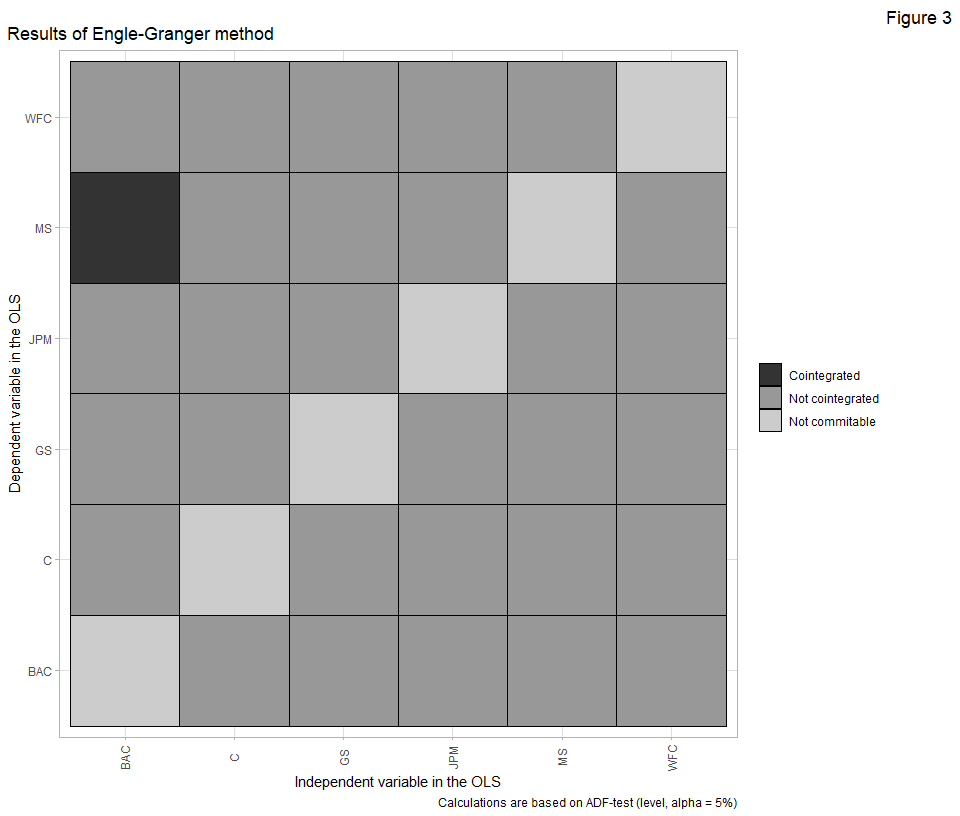 Figure 3
Results of Engle-Granger method
Dependent variable in the OLS
WFC
MS
JPM
GS
C
BAC
BAC
C
GS
JPM
MS
WFC
Independent variable in the OLS
Calculations are based on ADF-test (level, alpha = 5%)
Cointegrated
Not cointegrated
Not commitable